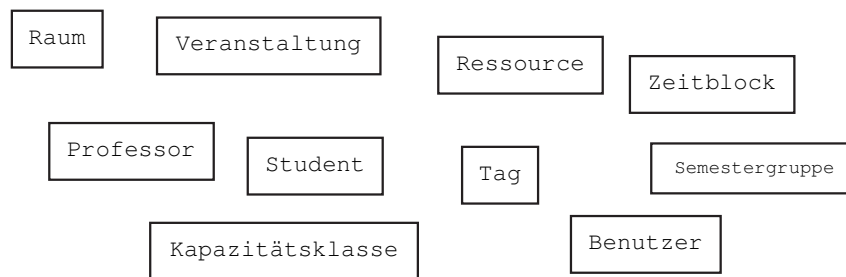 Raum
Veranstaltung
Ressource
Zeitblock
Professor
Student
Tag
Semestergruppe
Kapazitätsklasse
Benutzer